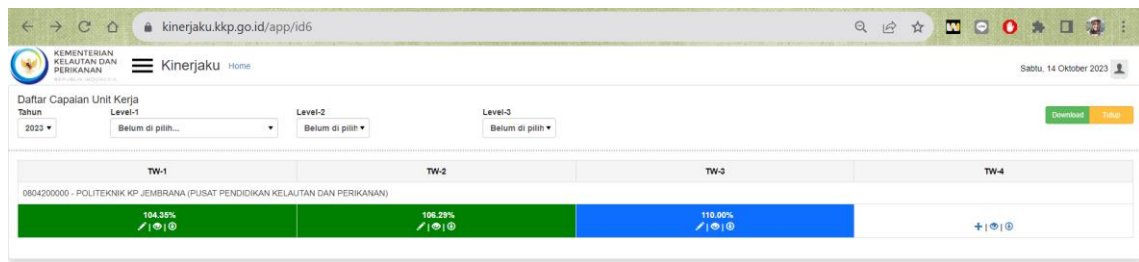 kinerjaku.kkp.go.id/app/id6
KEMENTERIAN
KELAUTAN DAN
PERIKANAN
REPUBLIK INDONESIA
Kinerjaku Home
Sabtu, 14 Oktober 2023
Daftar Capaian Unit Kerja
Tahun Level-1 Level-2 Level-3
2023 Belum di pilih... Belum di pilih Belum di pilih
Download Tutup
TW-1 TW-2 TW-3 TW-4
0804200000 - POLITEKNIK KP JEMBRANA (PUSAT PENDIDIKAN KELAUTAN DAN PERIKANAN)
104.35% 106.29% 110.00%